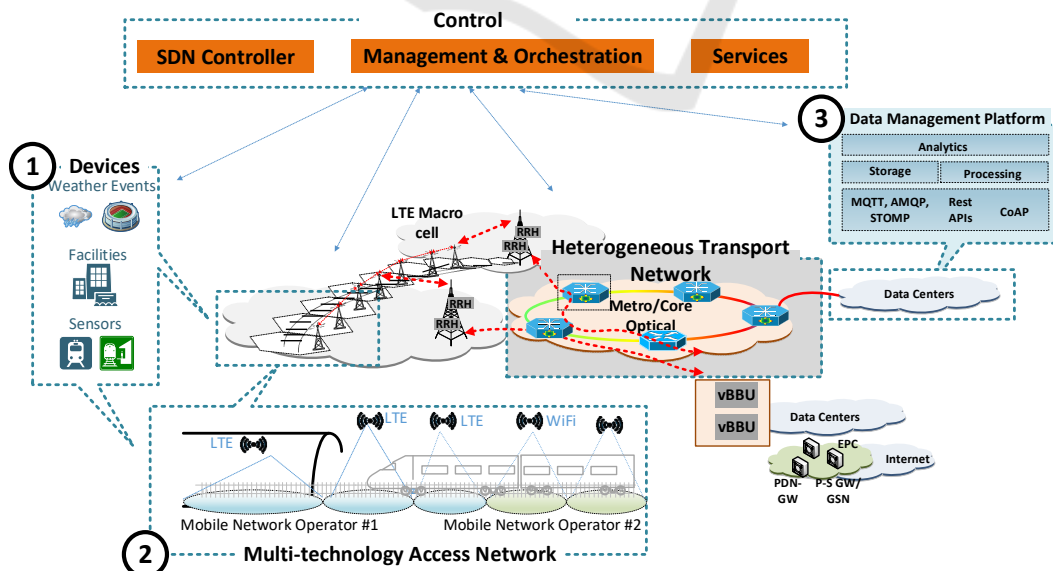 Control
SDN Controller
Management & Orchestration
Services
1
Devices
Weather Events
Facilities
Sensors
3
Data Management Platform
Analytics
Storage
Processing
MQTT, AMQP,
STOMP
Rest
APIs
CoAP
LTE Macro
cell
RRH
RRH
RRH
RRH
Heterogeneous Transport
Network
Metro/Core
Optical
Data Centers
vBBU
vBBU
Data Centers
EPC
Internet
PDN-
GW
P-S GW/
GSN
LTE
LTE
LTE
WiFi
Mobile Network Operator #1
Mobile Network Operator #2
2
Multi-technology Access Network